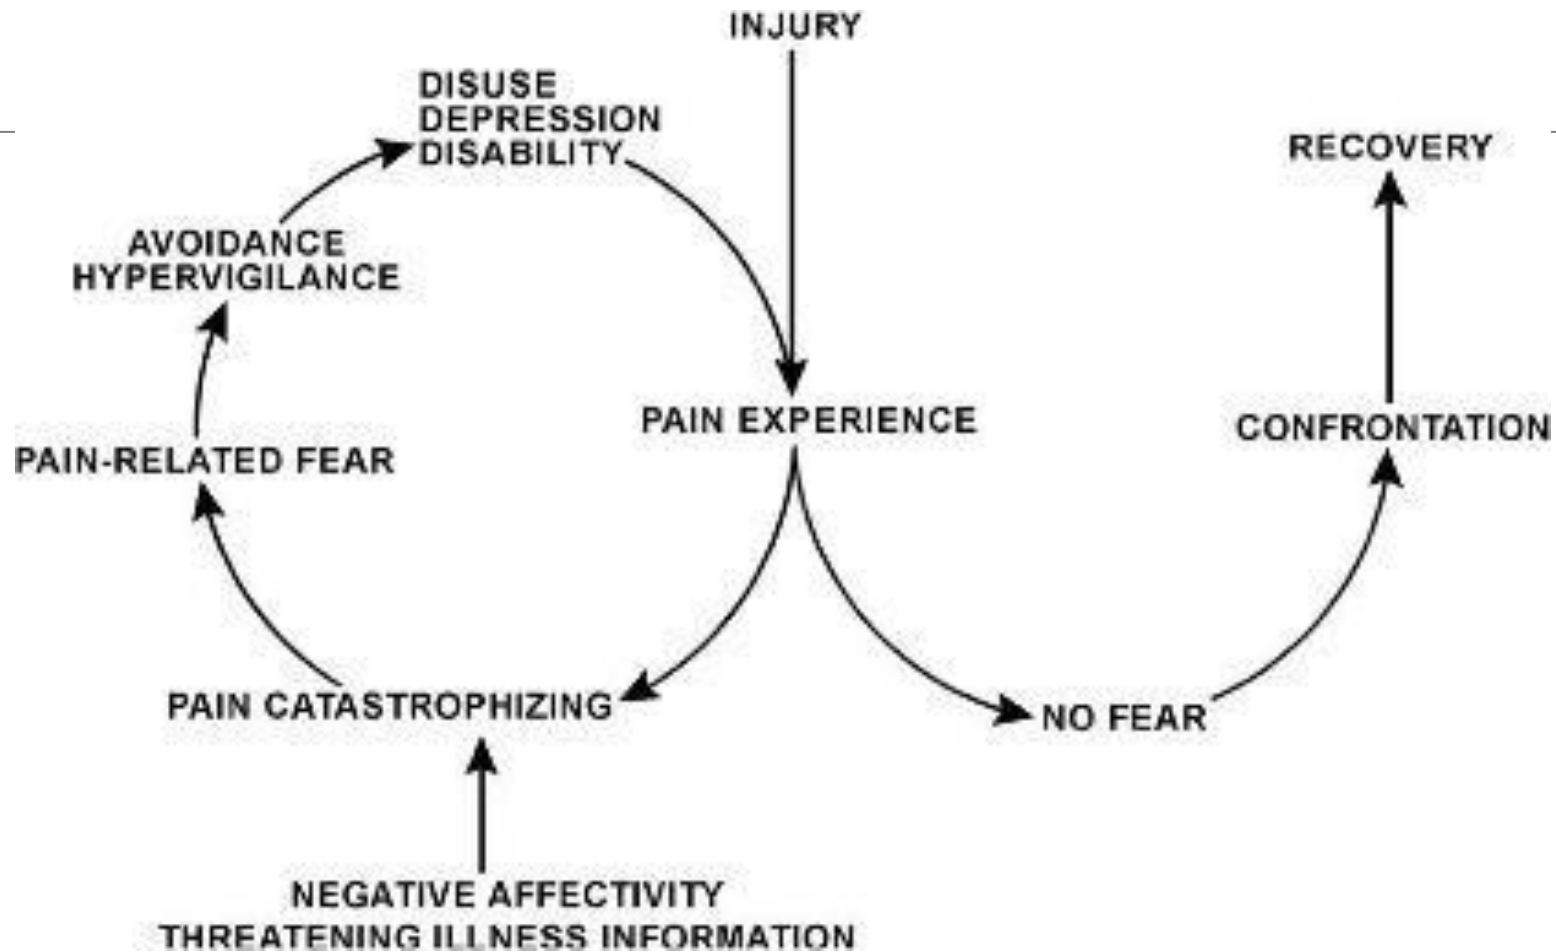 INJURY
DISUSE
DEPRESSION
DISABILITY
RECOVERY
AVOIDANCE
HYPERVIGILANCE
PAIN EXPERIENCE
CONFRONTATION
PAIN-RELATED FEAR
PAIN CATASTROPHIZING
NO FEAR
NEGATIVE AFFECTIVITY
THREATENING ILLNESS INFORMATION